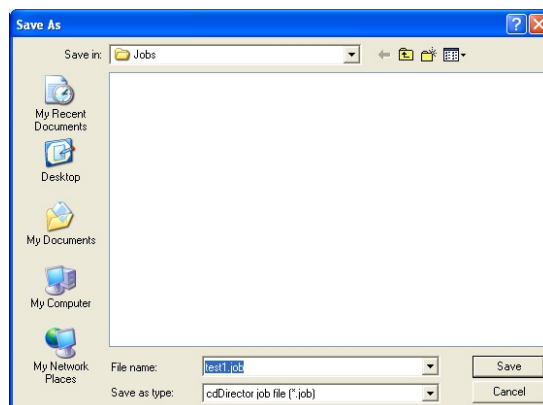 Save As
Save in: Jobs
My Recent
Documents
Desktop
My Documents
My Computer
My Network
Places
File name: test1.job Save
Save as type: cdDirector job file (*.job) Cancel